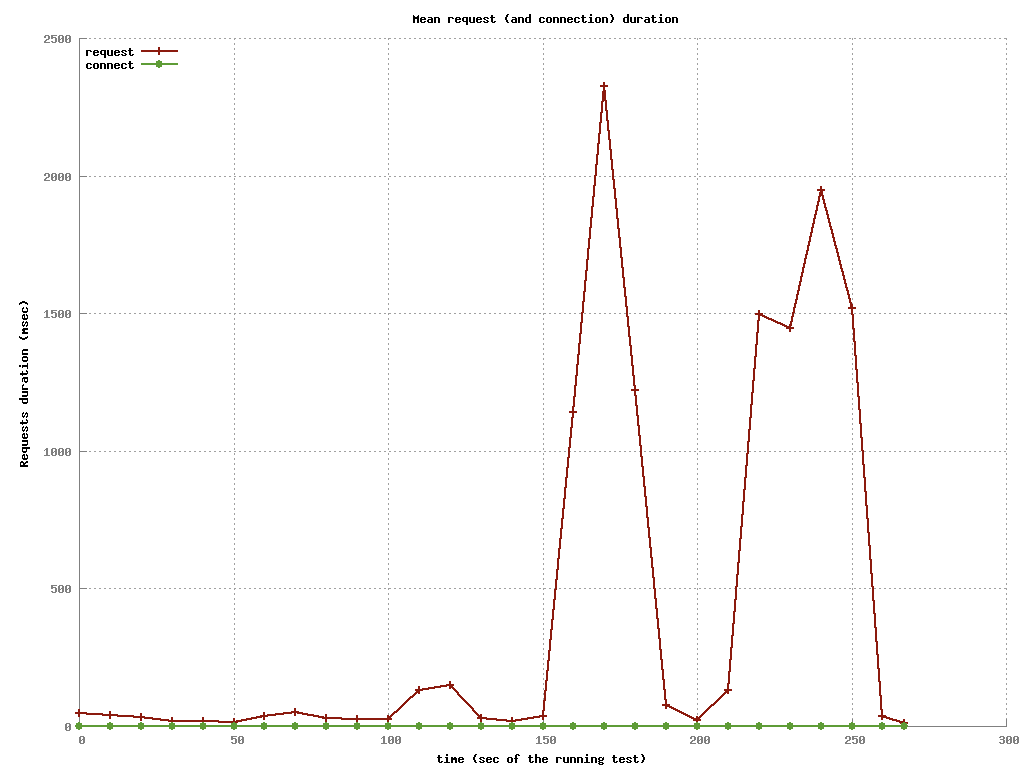 Mean request (and connection) duration
request
connect
2500
2000
1500
1000
500
0
0 50 100 150 200 250 300
Requests duration (msec)
time (sec of the running test)